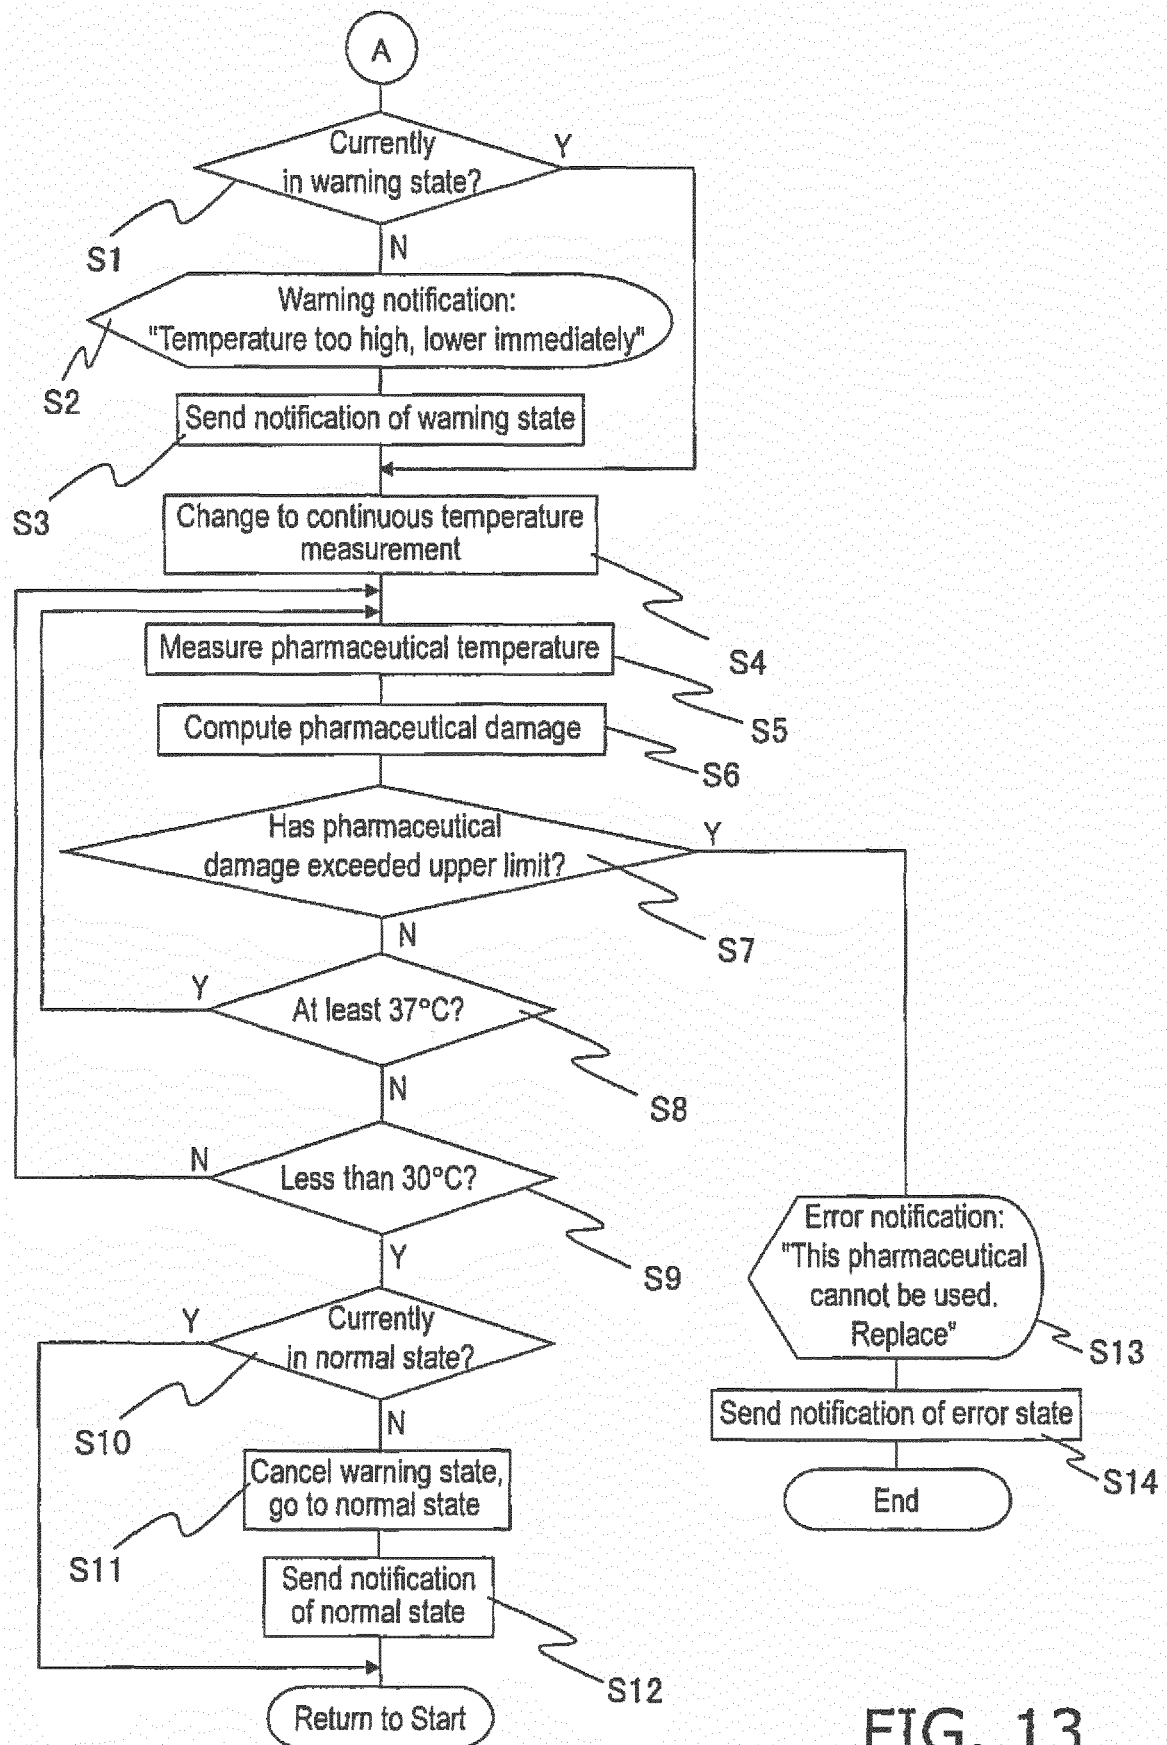 A
Currently
in warning state?
Y
S1
N
Warning notification:
"Temperature too high, lower immediately"
S2
Send notification of warning state
S3
Change to continuous temperature
measurement
S4
Measure pharmaceutical temperature
S5
Compute pharmaceutical damage
S6
Has pharmaceutical
damage exceeded upper limit?
Y
S7
N
Y
At least 37°C?
S8
N
N
Less than 30°C?
S9
Y
Error notification:
"This pharmaceutical
cannot be used.
Replace"
S13
Y
Currently
in normal state?
S10
N
Send notification of error state
S14
Cancel warning state,
go to normal state
S11
End
Send notification
of normal state
S12
Return to Start
FIG. 13